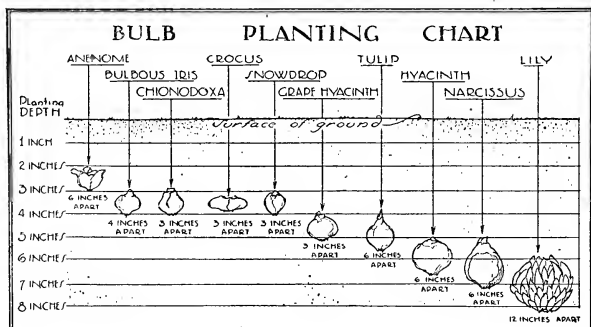 BULB PLANTING CHART
ANENOME
CROCUS
TULIP
LILY
BULBOUS IRIS
SNOWDROP
HYACINTH
CHIONODOXA
GRAPE HYACINTH
NARCISSUS
Planting
DEPTH
Surface of ground
1 INCH
2 INCHES
3 INCHES
6 INCHES
APART
4 INCHES
4 INCHES
APART
3 INCHES
APART
3 INCHES
APART
3 INCHES
APART
5 INCHES
3 INCHES
APART
6 INCHES
APART
6 INCHES
6 INCHES
APART
7 INCHES
6 INCHES
APART
8 INCHES
12 INCHES APART